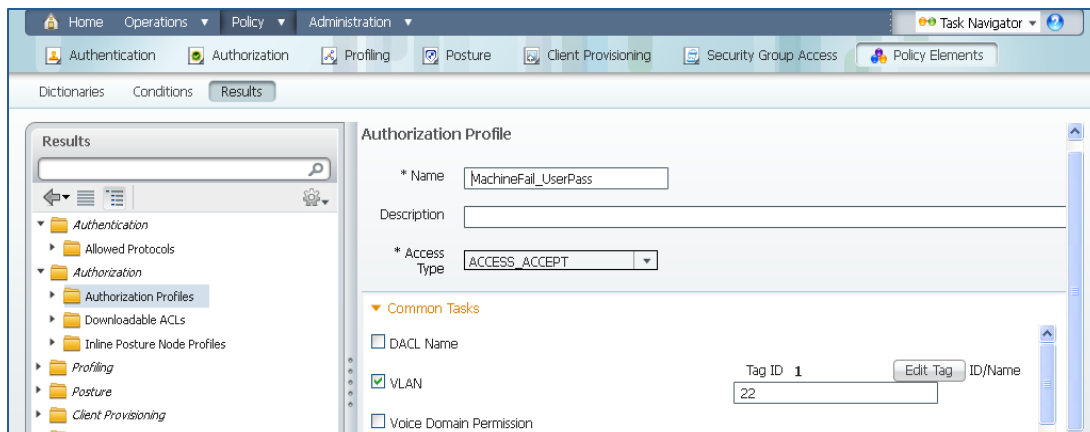 Home Operations Policy Administration Task Navigator ?
Authentication Authorization Profiling Posture Client Provisioning Security Group Access Policy Elements
Dictionaries Conditions Results
Results
Authentication
Allowed Protocols
Authorization
Authorization Profiles
Downloadable ACLs
Inline Posture Node Profiles
Profiling
Posture
Client Provisioning
Authorization Profile
* Name MachineFail_UserPass
Description
* Access
Type ACCESS_ACCEPT
Common Tasks
DACL Name
VLAN Tag ID 1 Edit Tag ID/Name
22
Voice Domain Permission